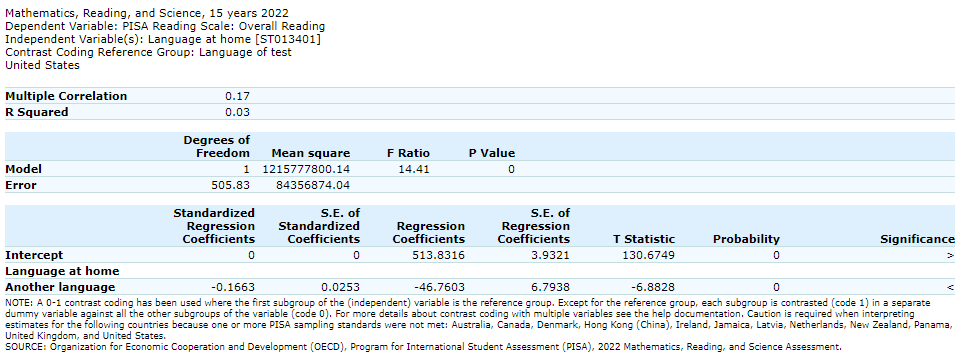 Mathematics, Reading, and Science, 15 years 2022
Dependent Variable: PISA Reading Scale: Overall Reading
Independent Variable(s): Language at home [ST013401]
Contrast Coding Reference Group: Language of test
United States
Multiple Correlation 0.17
R Squared 0.03
Degrees of
Freedom Mean square F Ratio P Value
Model 1 1215777800.14 14.41 0
Error 505.83 84356874.04
Standardized S.E. of S.E. of
Regression Standardized Regression Regression
Coefficients Coefficients Coefficients Coefficients T Statistic Probability Significance
Intercept 0 0 513.8316 3.9321 130.6749 0 >
Language at home
Another language -0.1663 0.0253 -46.7603 6.7938 -6.8828 0 <
NOTE: A 0-1 contrast coding has been used where the first subgroup of the (independent) variable is the reference group. Except for the reference group, each subgroup is contrasted (code 1) in a separate
dummy variable against all the other subgroups of the variable (code 0). For more details about contrast coding with multiple variables see the help documentation. Caution is required when interpreting
estimates for the following countries because one or more PISA sampling standards were not met: Australia, Canada, Denmark, Hong Kong (China), Ireland, Jamaica, Latvia, Netherlands, New Zealand, Panama,
United Kingdom, and United States.
SOURCE: Organization for Economic Cooperation and Development (OECD), Program for International Student Assessment (PISA), 2022 Mathematics, Reading, and Science Assessment.